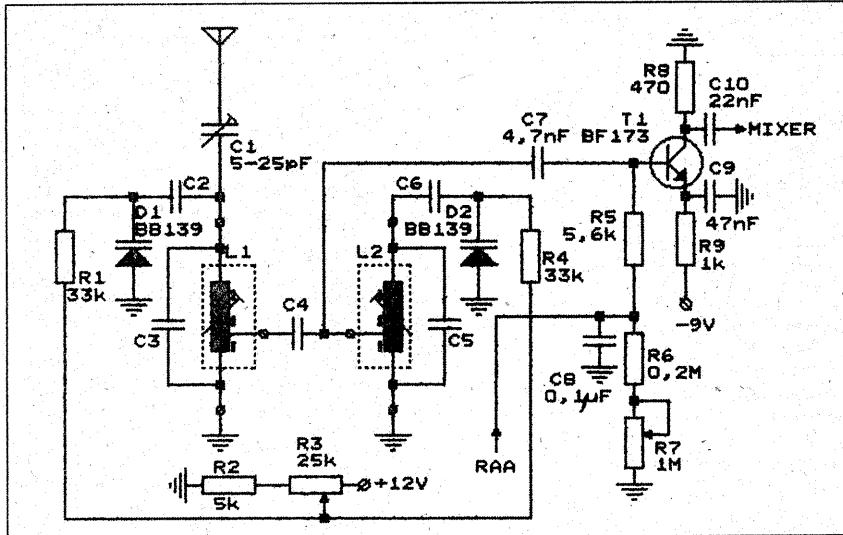 R8
470
C10
22nF
MIXER
T1
BF173
C7
4,7nF
C1
5-25pF
C9
47nF
C2
C6
D1
BB139
D2
BB139
R5
5,6k
R9
1k
-9V
R1
33k
L1
L2
R4
33k
C3
C4
C5
R6
0,2M
C8
0,1µF
R7
1M
RAA
R3
25k
+12V
R2
5k